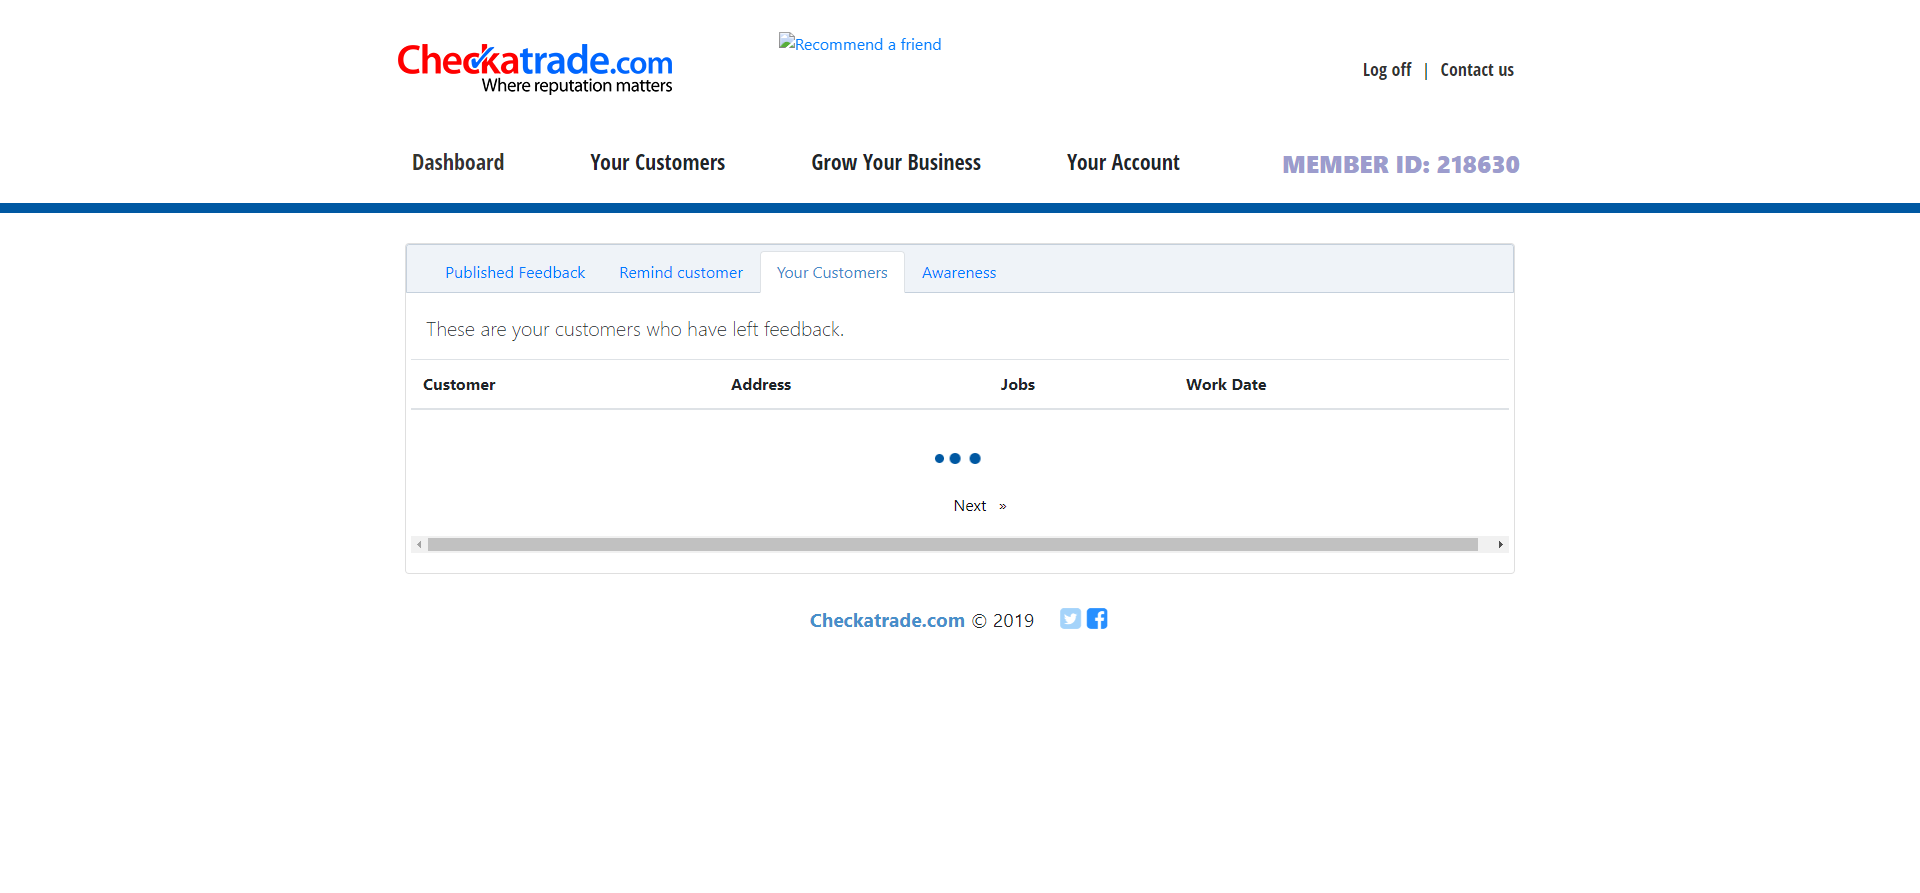 Checkatrade.com
Where reputation matters
Recommend a friend
Log off | Contact us
Dashboard Your Customers Grow Your Business Your Account MEMBER ID: 218630
Published Feedback Remind customer Your Customers Awareness
These are your customers who have left feedback.
Customer Address Jobs Work Date
Next »
Checkatrade.com © 2019